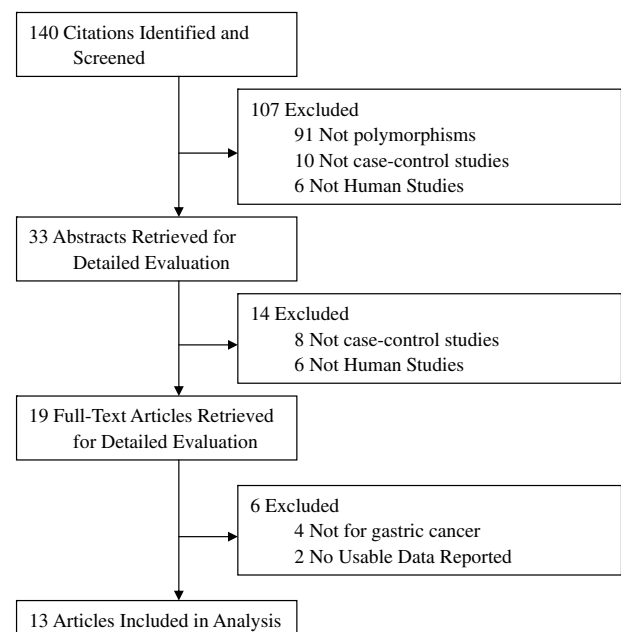 140 Citations Identified and
Screened
107 Excluded
91 Not polymorphisms
10 Not case-control studies
6 Not Human Studies
33 Abstracts Retrieved for
Detailed Evaluation
14 Excluded
8 Not case-control studies
6 Not Human Studies
19 Full-Text Articles Retrieved
for Detailed Evaluation
6 Excluded
4 Not for gastric cancer
2 No Usable Data Reported
13 Articles Included in Analysis